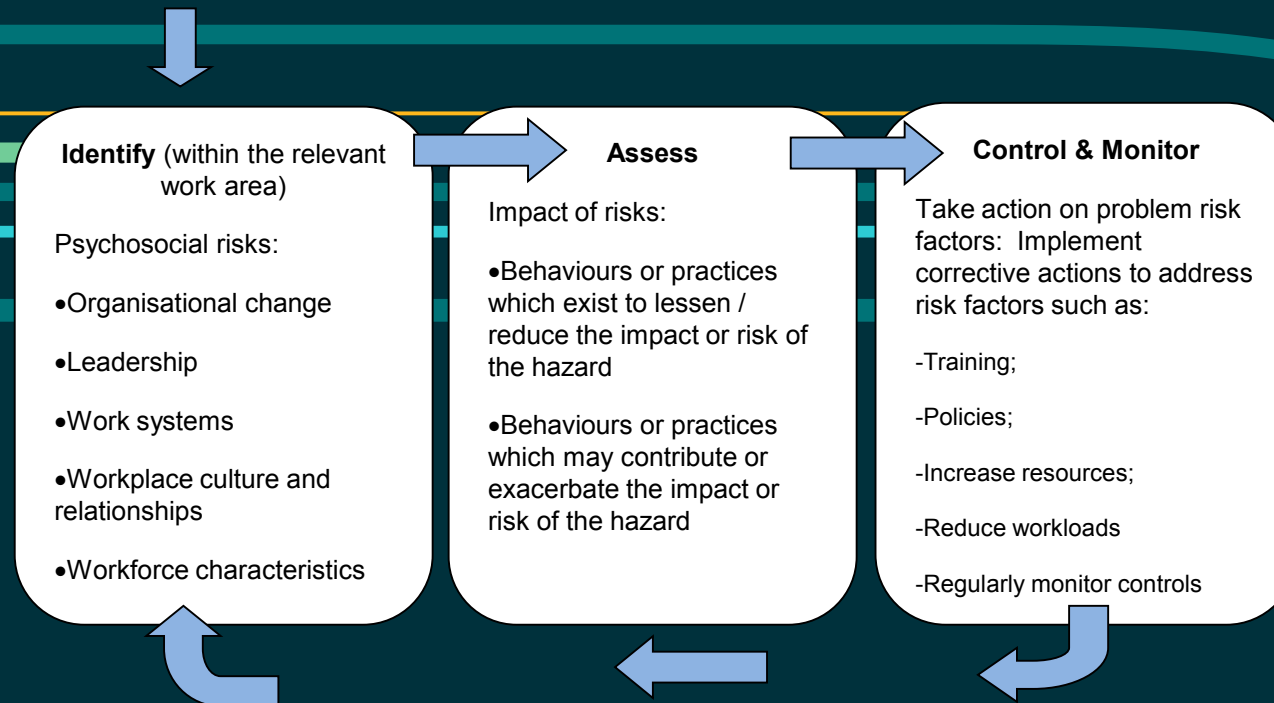 Identify (within the relevant
work area)
Psychosocial risks:
•Organisational change
•Leadership
•Work systems
•Workplace culture and
relationships
•Workforce characteristics
Assess
Impact of risks:
•Behaviours or practices
which exist to lessen /
reduce the impact or risk of
the hazard
•Behaviours or practices
which may contribute or
exacerbate the impact or
risk of the hazard
Control & Monitor
Take action on problem risk
factors:  Implement
corrective actions to address
risk factors such as:
-Training;
-Policies;
-Increase resources;
-Reduce workloads
-Regularly monitor controls